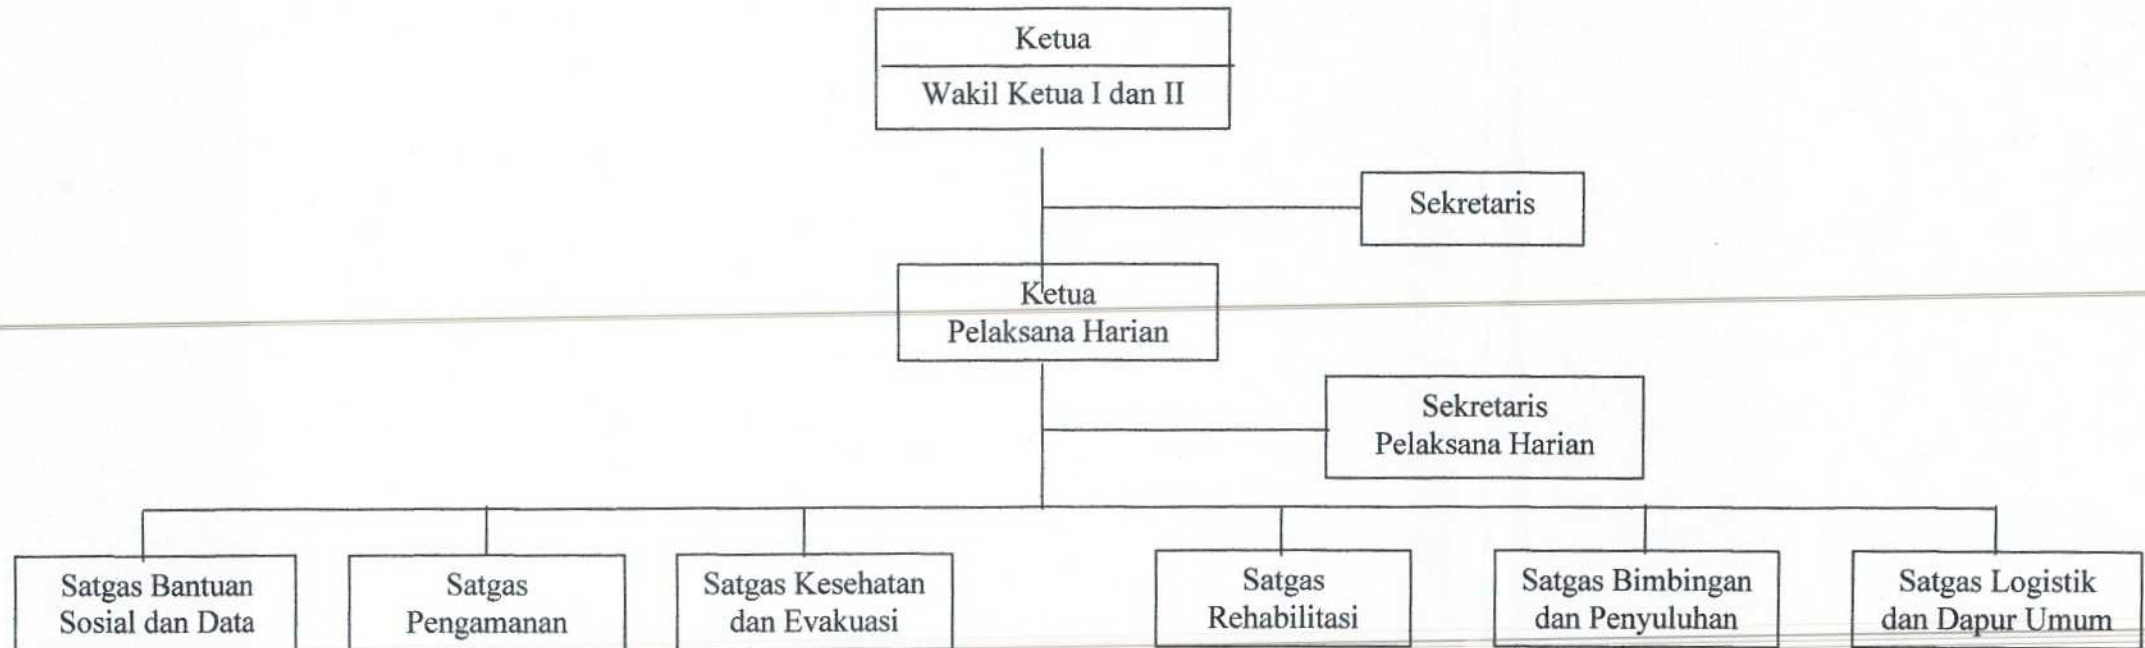 Ketua
Wakil Ketua I dan II
Sekretaris
Ketua
Pelaksana Harian
Sekretaris
Pelaksana Harian
Satgas Bantuan
Sosial dan Data
Satgas
Pengamanan
Satgas Kesehatan
dan Evakuasi
Satgas
Rehabilitasi
Satgas Bimbingan
dan Penyuluhan
Satgas Logistik
dan Dapur Umum